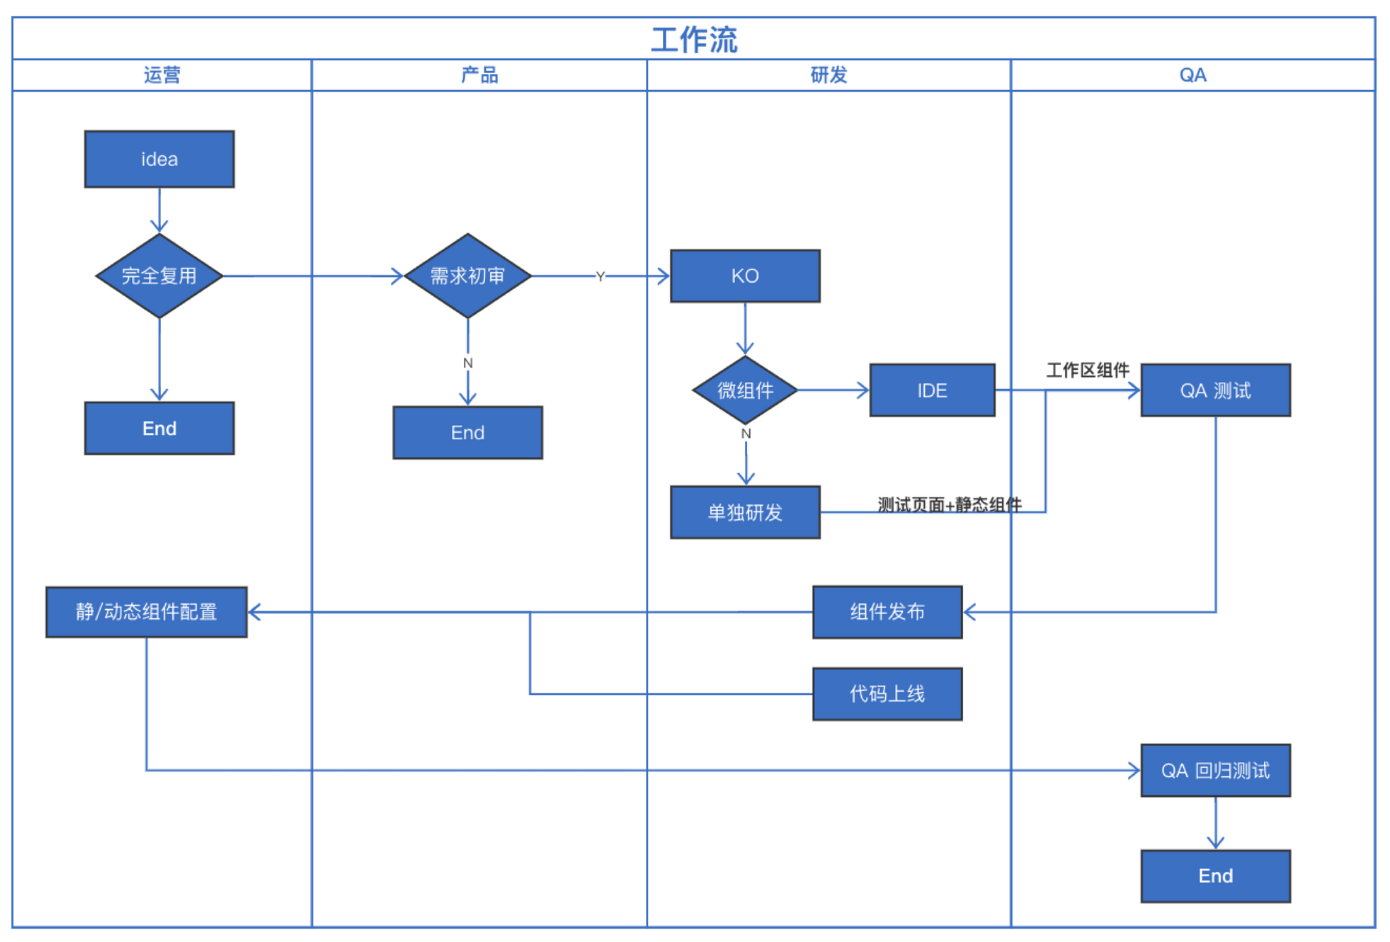 工作流
运营
产品
研发
QA
idea
完全复用
需求初审
Y
KO
N
工作区组件
微组件
IDE
QA 测试
End
End
N
测试页面+静态组件
单独研发
静/动态组件配置
组件发布
代码上线
QA 回归测试
End